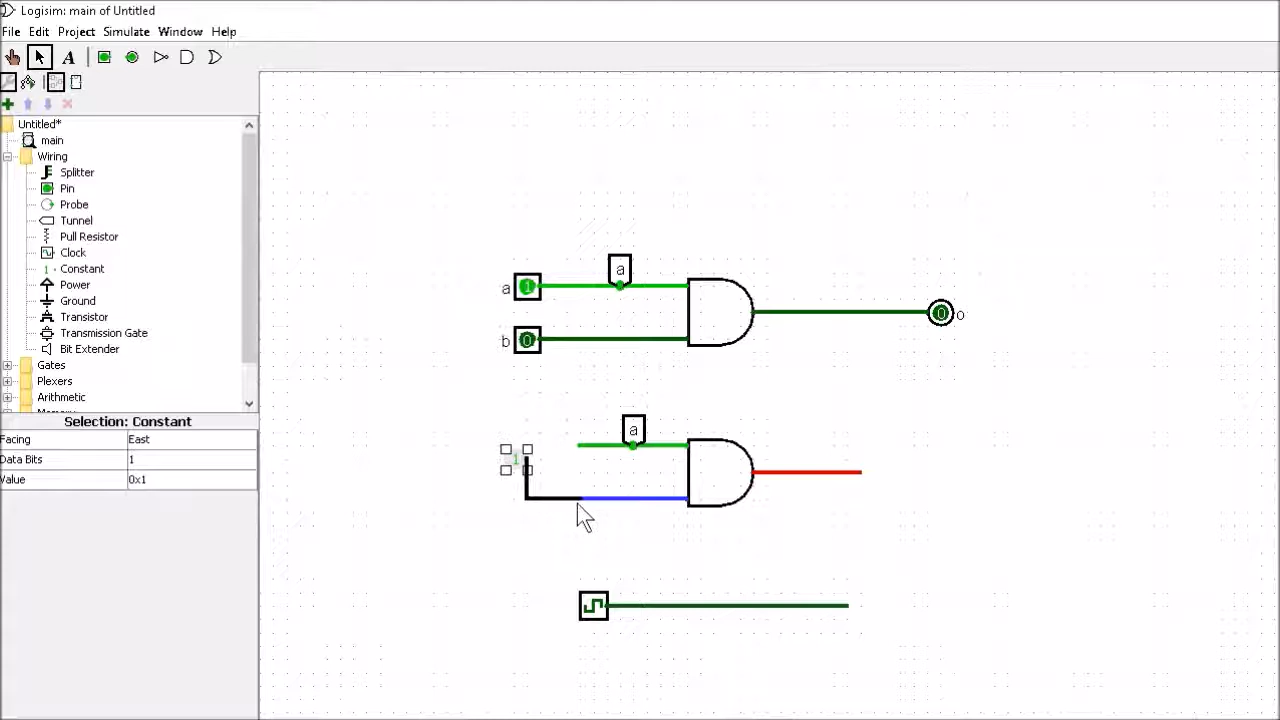 Logisim: main of Untitled
File Edit Project Simulate Window Help
A
Untitled*
main
Wiring
Splitter
Pin
Probe
Tunnel
Pull Resistor
Clock
1 Constant
Power
Ground
Transistor
Transmission Gate
Bit Extender
Gates
Plexers
Arithmetic
Selection: Constant
Facing East
Data Bits 1
Value 0x1
a
a 1
b 0
0 o
a
1